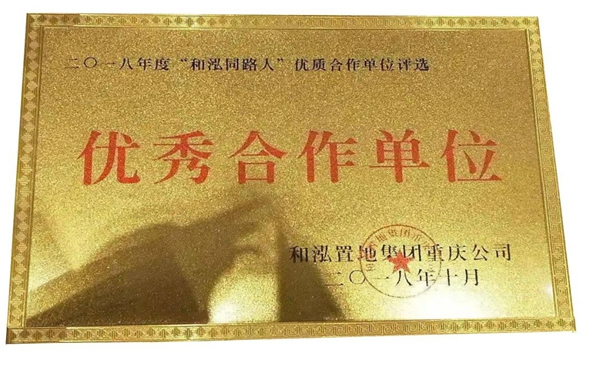 二〇一八年度“和泓同路人”优质合作单位评选
优秀合作单位
和泓置地集团重庆公司
二〇一八年十月